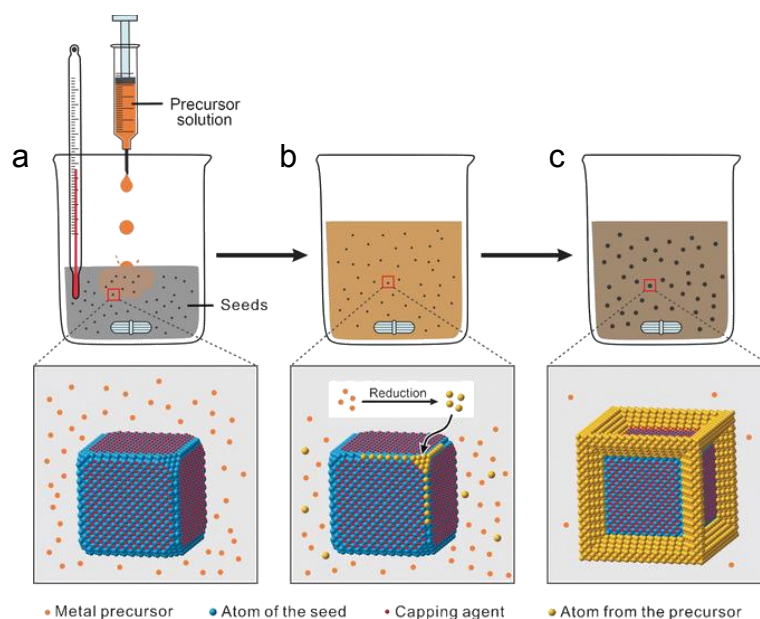 Precursor
solution
a
b
c
Seeds
Reduction
Metal precursor
Atom of the seed
Capping agent
Atom from the precursor